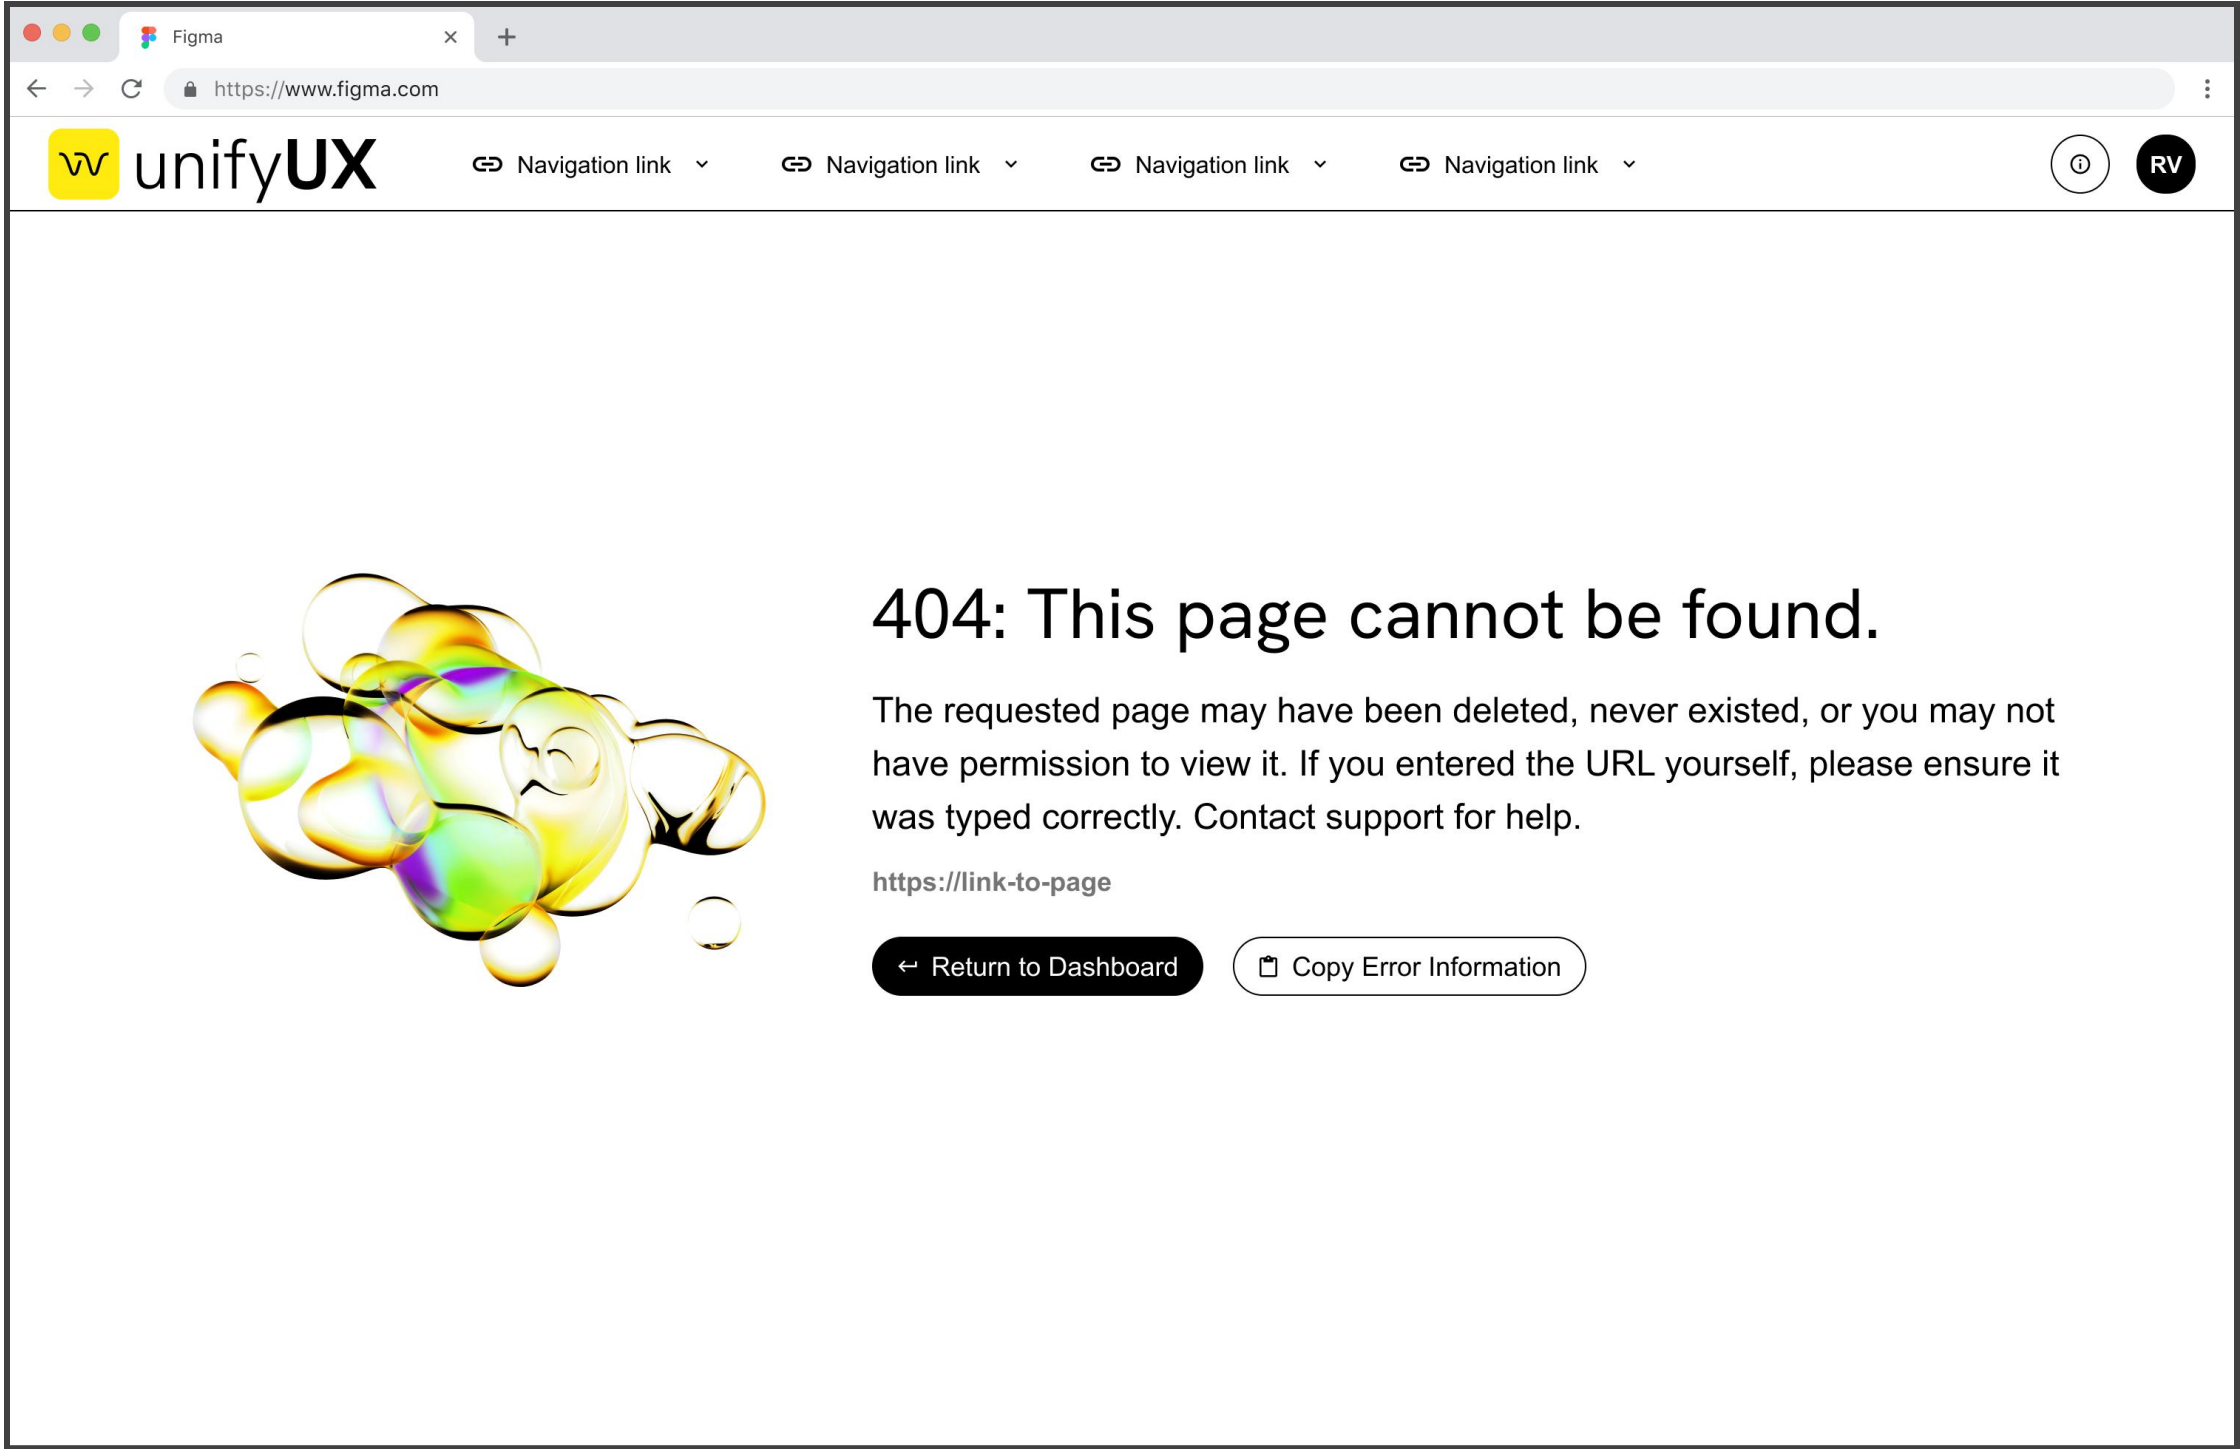 Figma
https://www.figma.com
unifyUX
Navigation link
Navigation link
Navigation link
Navigation link
RV
404: This page cannot be found.
The requested page may have been deleted, never existed, or you may not
have permission to view it. If you entered the URL yourself, please ensure it
was typed correctly. Contact support for help.
https://link-to-page
Return to Dashboard
Copy Error Information